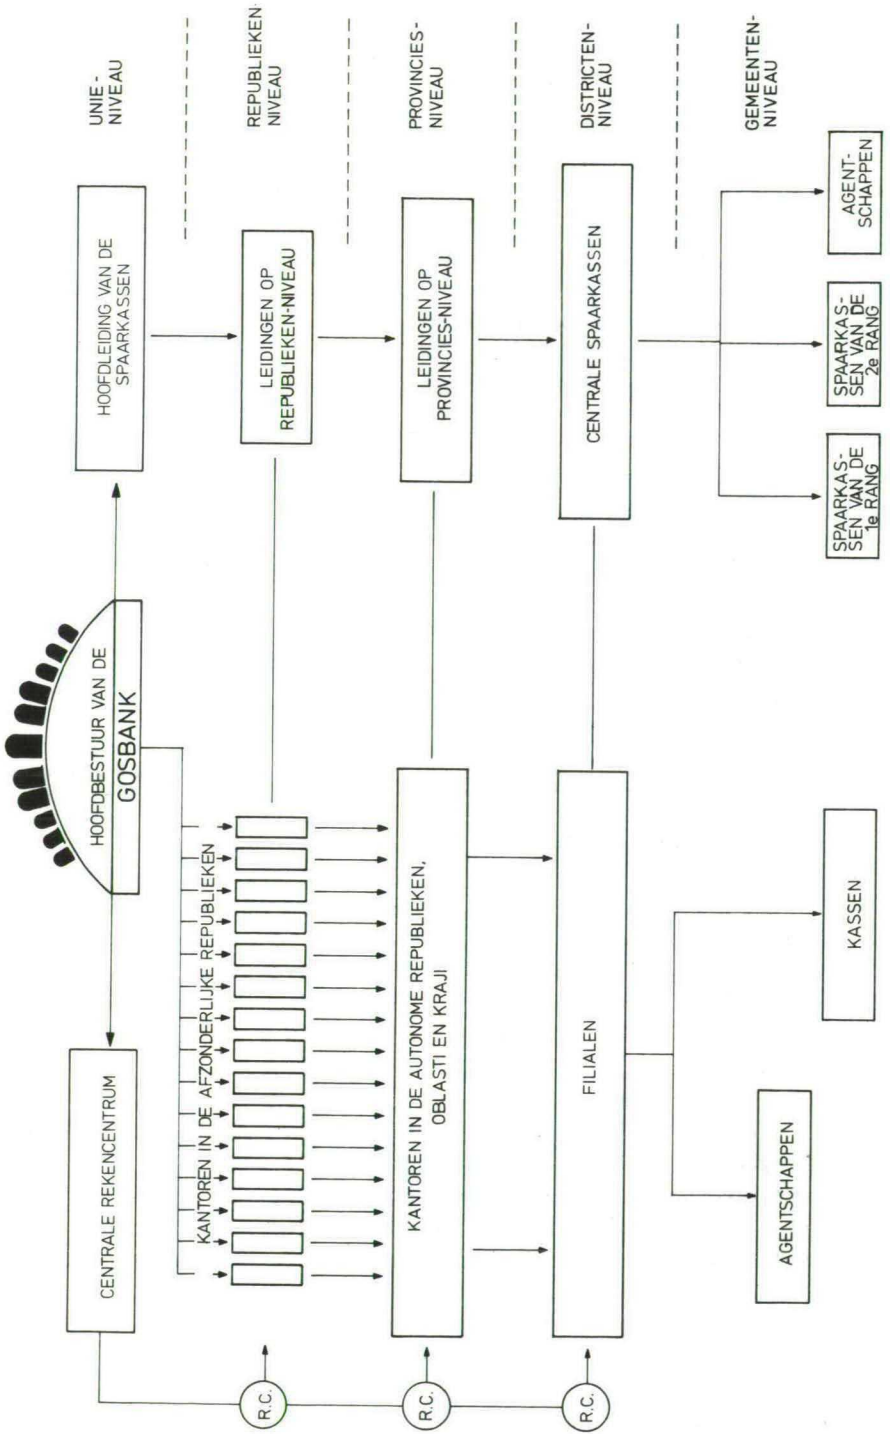 CENTRALE REKENCENTRUM
HOOFDBESTUUR VAN DE
GOSBANK
HOOFDLEIDING VAN DE
SPAARKASSEN
UNIE-
NIVEAU
R.C.
KANTOREN IN DE AFZONDERLIJKE REPUBLIEKEN
LEIDINGEN OP
REPUBLIEKEN-NIVEAU
REPUBLIEKEN-
NIVEAU
R.C.
KANTOREN IN DE AUTONOME REPUBLIEKEN,
OBLASTI EN KRAJI
LEIDINGEN OP
PROVINCIES-NIVEAU
PROVINCIES-
NIVEAU
R.C.
FILIALEN
CENTRALE SPAARKASSEN
DISTRICTEN-
NIVEAU
GEMEENTEN-
NIVEAU
AGENTSCHAPPEN
KASSEN
SPAARKAS-
SEN VAN DE
1e RANG
SPAARKAS-
SEN VAN DE
2e RANG
AGENT-
SCHAPPEN